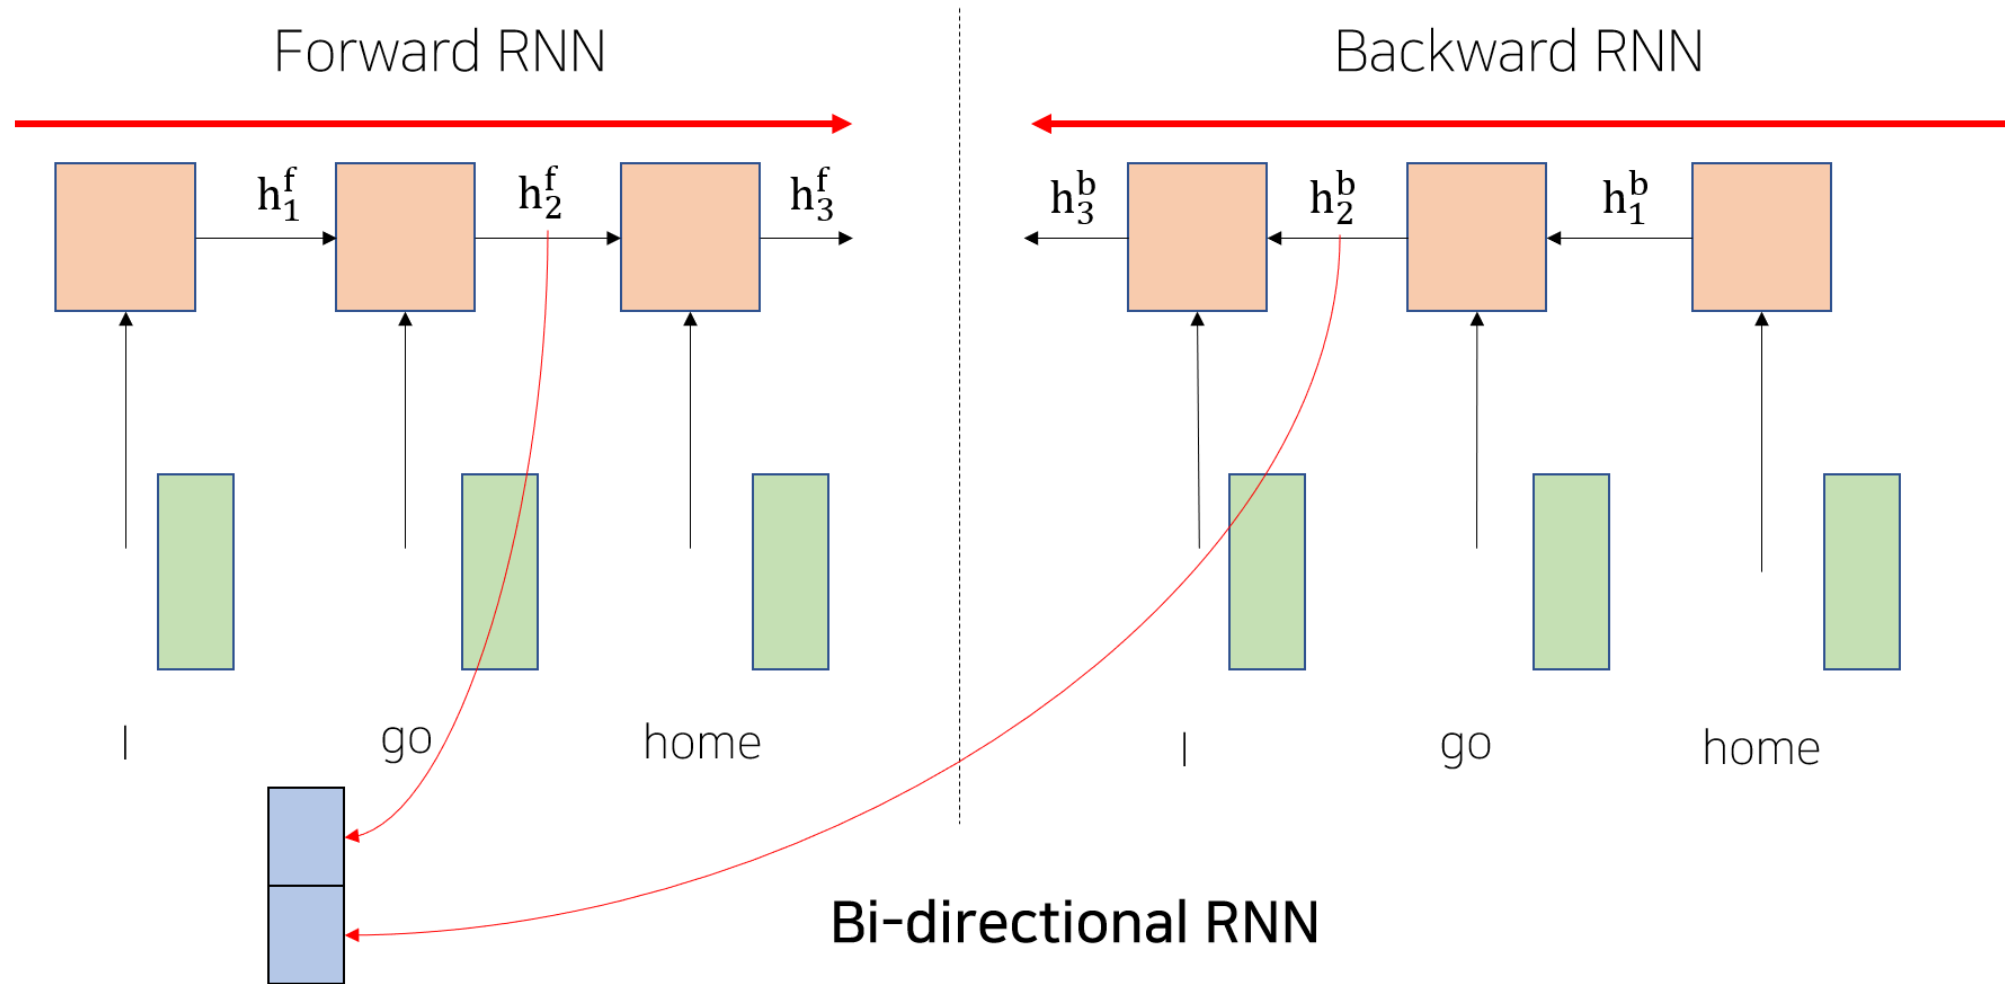 Forward RNN
Backward RNN
h₁ᶠ h₂ᶠ h₃ᶠ
h₃ᵇ h₂ᵇ h₁ᵇ
I go home
I go home
Bi-directional RNN